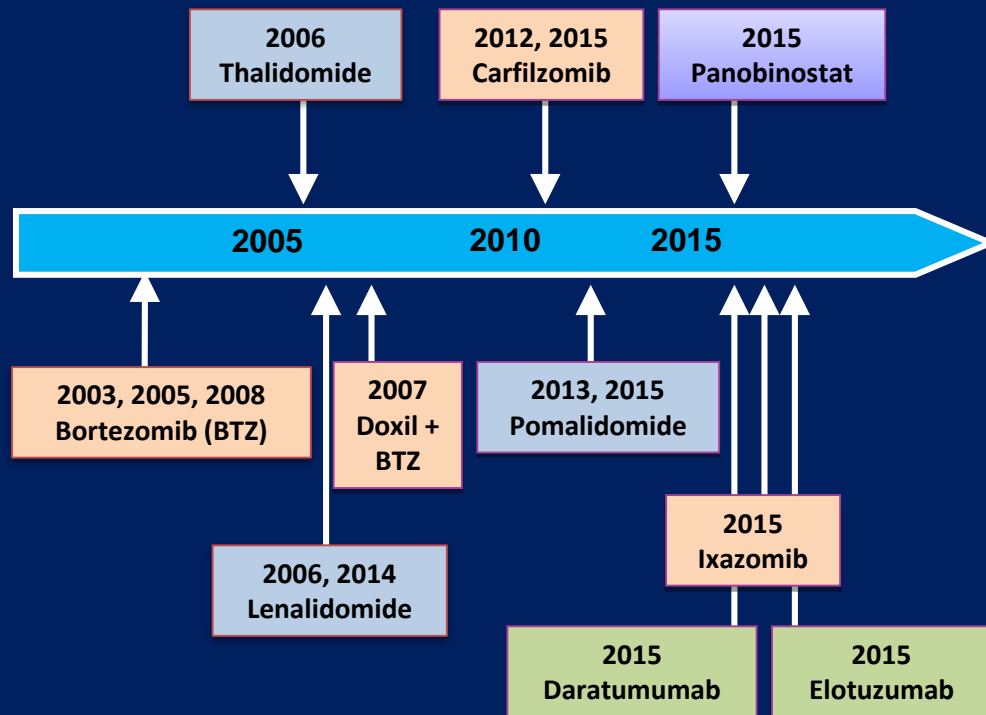 2006
Thalidomide
2012, 2015
Carfilzomib
2015
Panobinostat
2005
2010
2015
2003, 2005, 2008
Bortezomib (BTZ)
2007
Doxil +
BTZ
2013, 2015
Pomalidomide
2015
Ixazomib
2006, 2014
Lenalidomide
2015
Daratumumab
2015
Elotuzumab